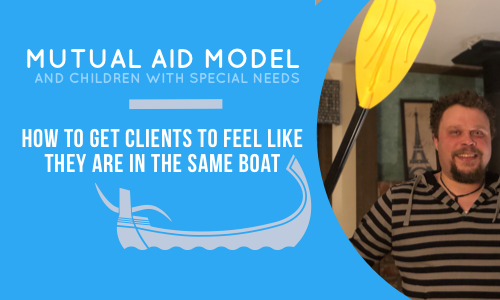 MUTUAL AID MODEL
AND CHILDREN WITH SPECIAL NEEDS
HOW TO GET CLIENTS TO FEEL LIKE
THEY ARE IN THE SAME BOAT